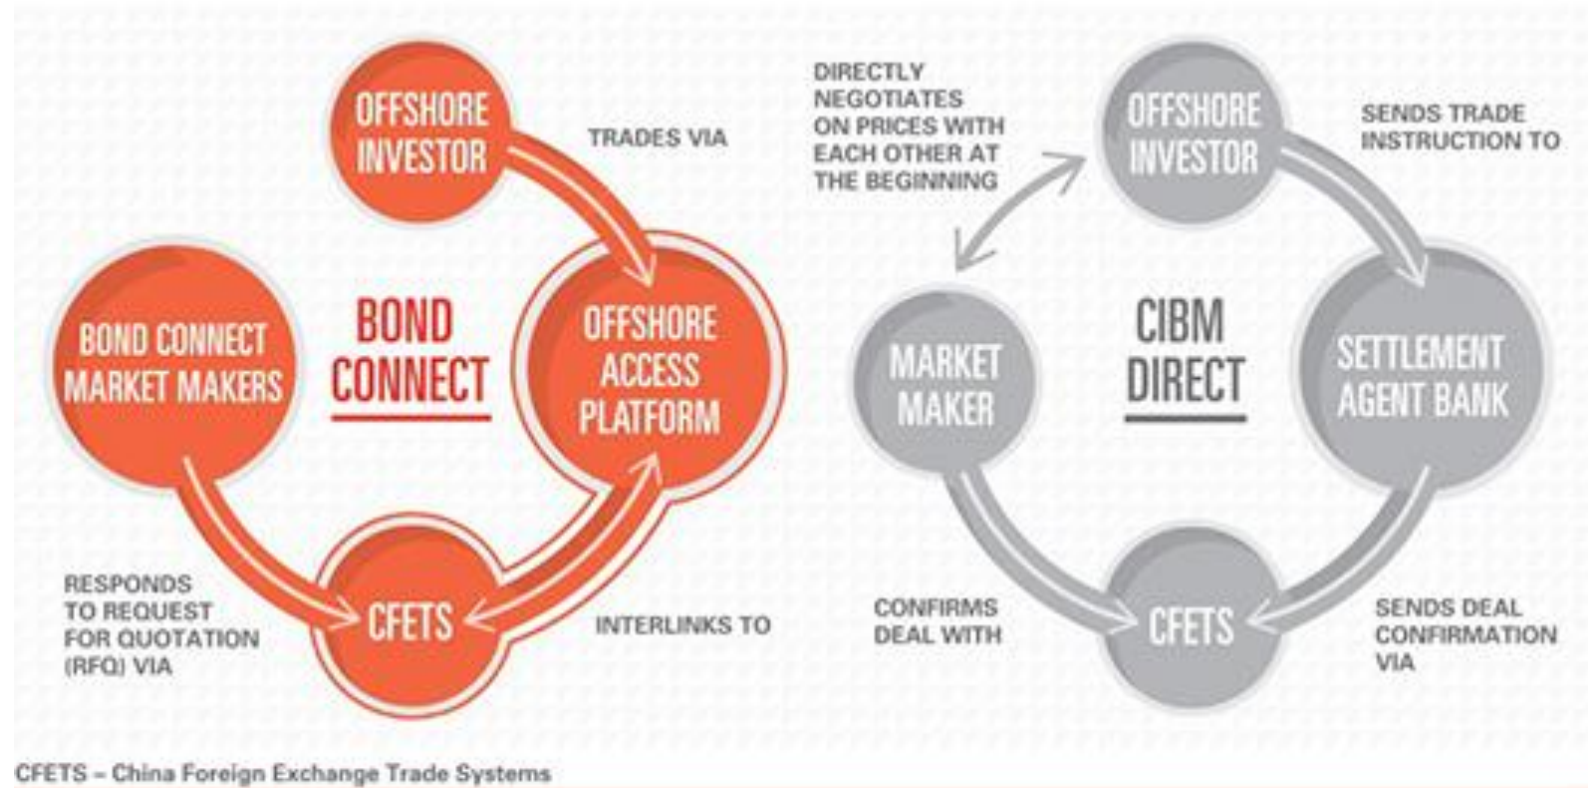 OFFSHORE
INVESTOR
TRADES VIA
BOND CONNECT
MARKET MAKERS
BOND
CONNECT
OFFSHORE
ACCESS
PLATFORM
RESPONDS
TO REQUEST
FOR QUOTATION
(RFQ) VIA
CFETS
INTERLINKS TO
DIRECTLY
NEGOTIATES
ON PRICES WITH
EACH OTHER AT
THE BEGINNING
OFFSHORE
INVESTOR
SENDS TRADE
INSTRUCTION TO
MARKET
MAKER
CIBM
DIRECT
SETTLEMENT
AGENT BANK
CONFIRMS
DEAL WITH
CFETS
SENDS DEAL
CONFIRMATION
VIA
CFETS – China Foreign Exchange Trade Systems